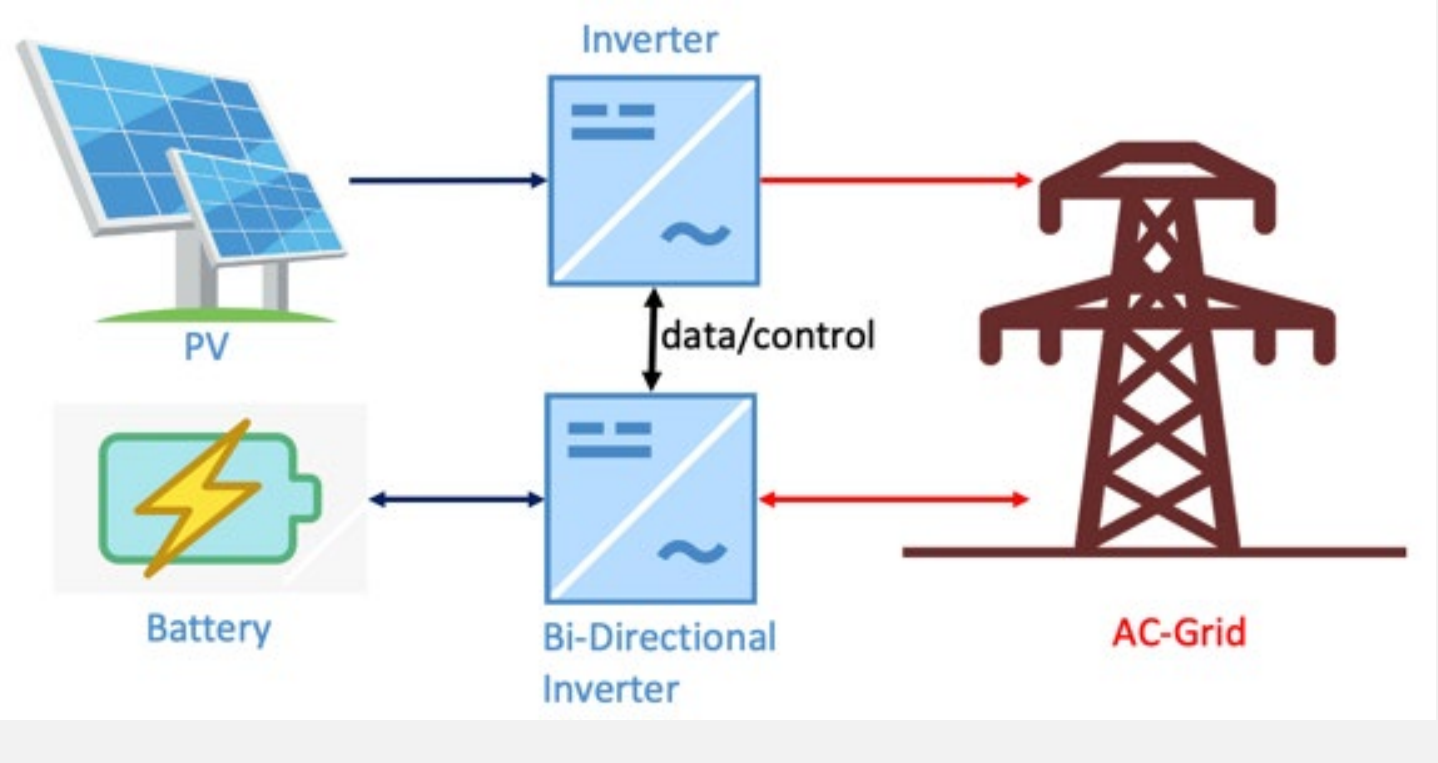 Inverter
data/control
PV
Battery
Bi-Directional
Inverter
AC-Grid